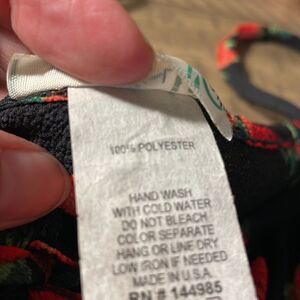 100% POLYESTER
HAND WASH
WITH COLD WATER
DO NOT BLEACH
COLOR SEPARATE
HANG OR LINE DRY
LOW IRON IF NEEDED
MADE IN U.S.A.
RN # 144985